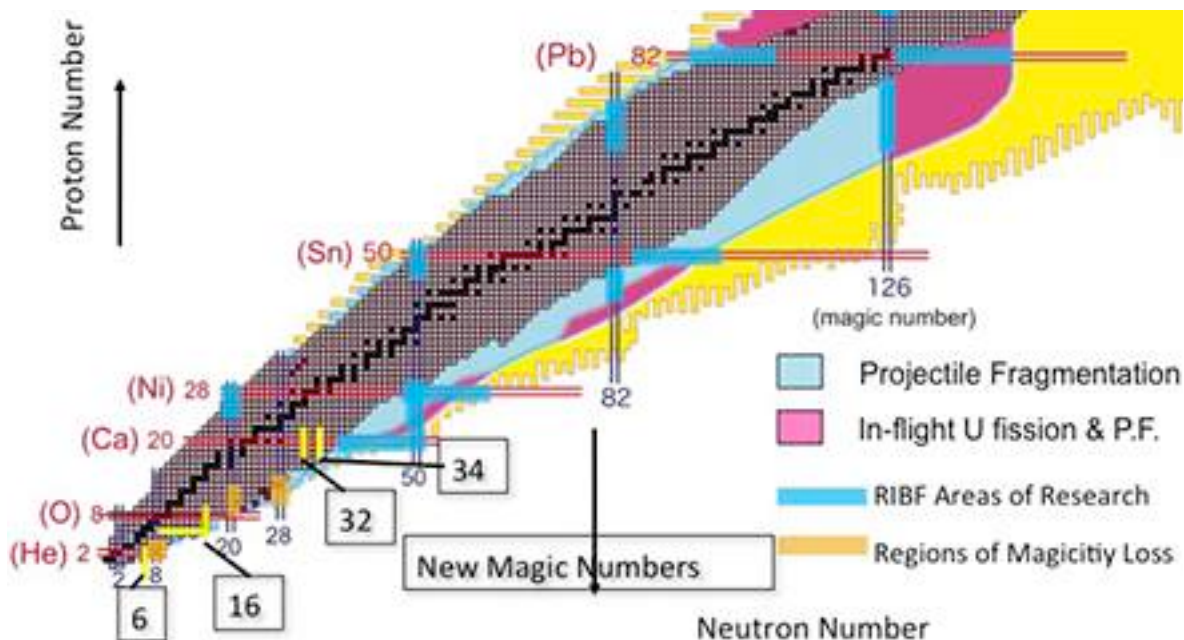 Proton Number
(Pb) 82
(Sn) 50
126
(magic number)
(Ni) 28
82
Projectile Fragmentation
(Ca) 20
In-flight U fission & P.F.
50
34
32
RIBF Areas of Research
(O) 8
20
28
(He) 2
2
8
New Magic Numbers
Regions of Magicitiy Loss
6
16
Neutron Number